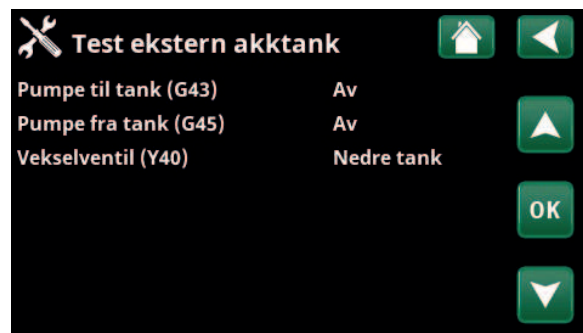 Test ekstern akktank
Pumpe til tank (G43) Av
Pumpe fra tank (G45) Av
Vekselventil (Y40) Nedre tank
OK